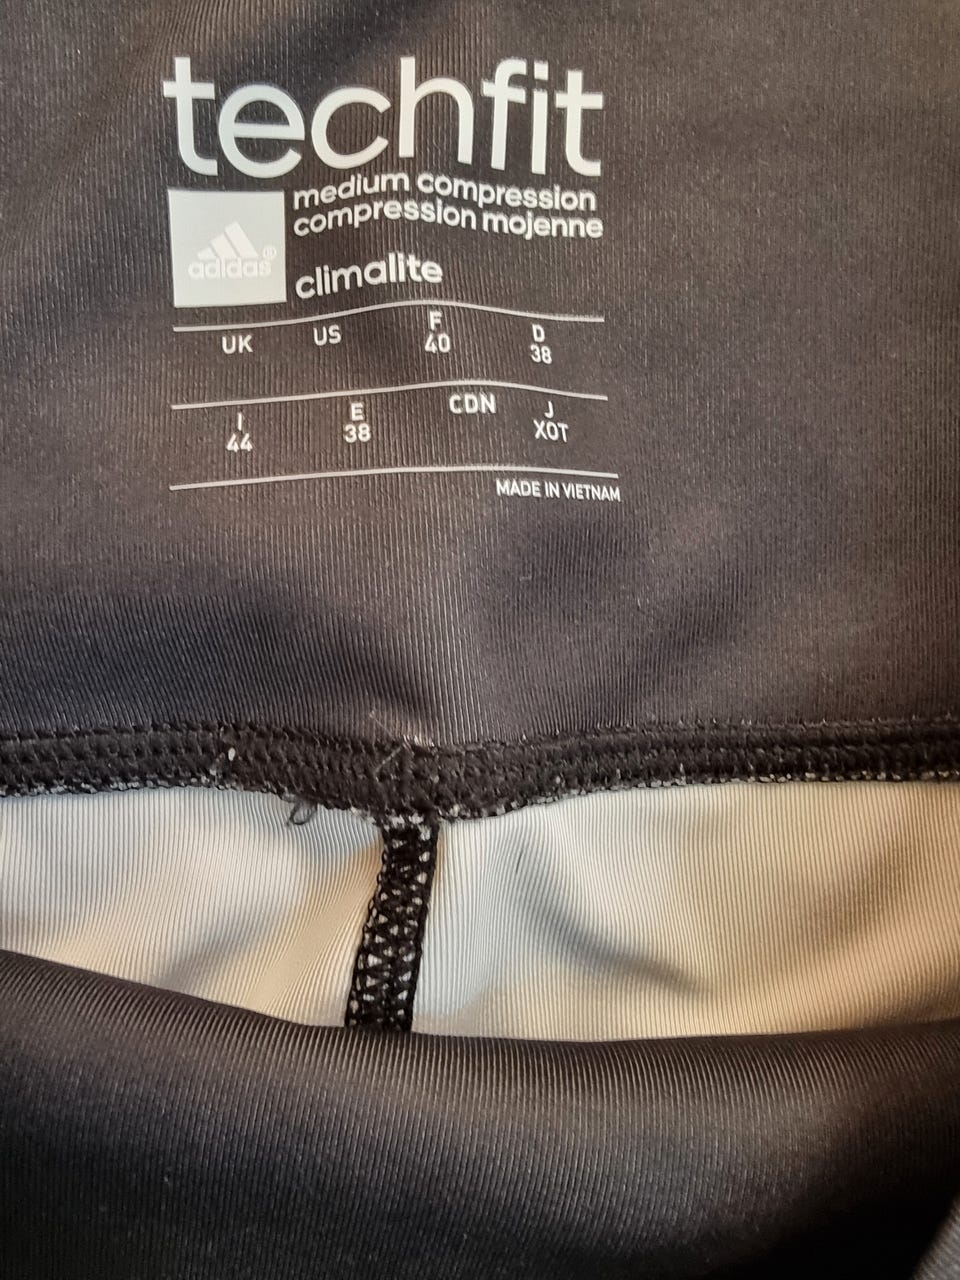 techfit
medium compression
compression mojenne
adidas®
climalite
UK US F 40 D 38
I 44 E 38 CDN J XOT
MADE IN VIETNAM